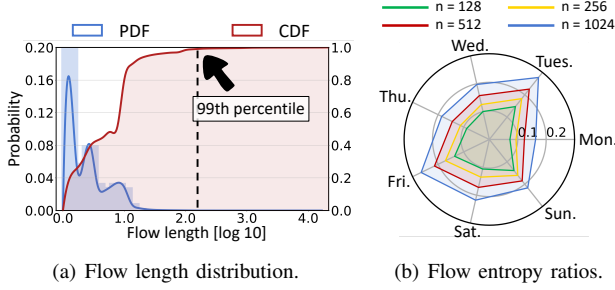 PDF CDF
0.20
0.16
0.12
0.08
0.04
0.00
Probability
1.0
0.8
0.6
0.4
0.2
0.0
99th percentile
0.0 1.0 2.0 3.0 4.0
Flow length [log 10]
(a) Flow length distribution.
n = 128 n = 256
n = 512 n = 1024
Wed.
Tues.
Thu.
0.1 0.2
Mon.
Fri.
Sat.
Sun.
(b) Flow entropy ratios.